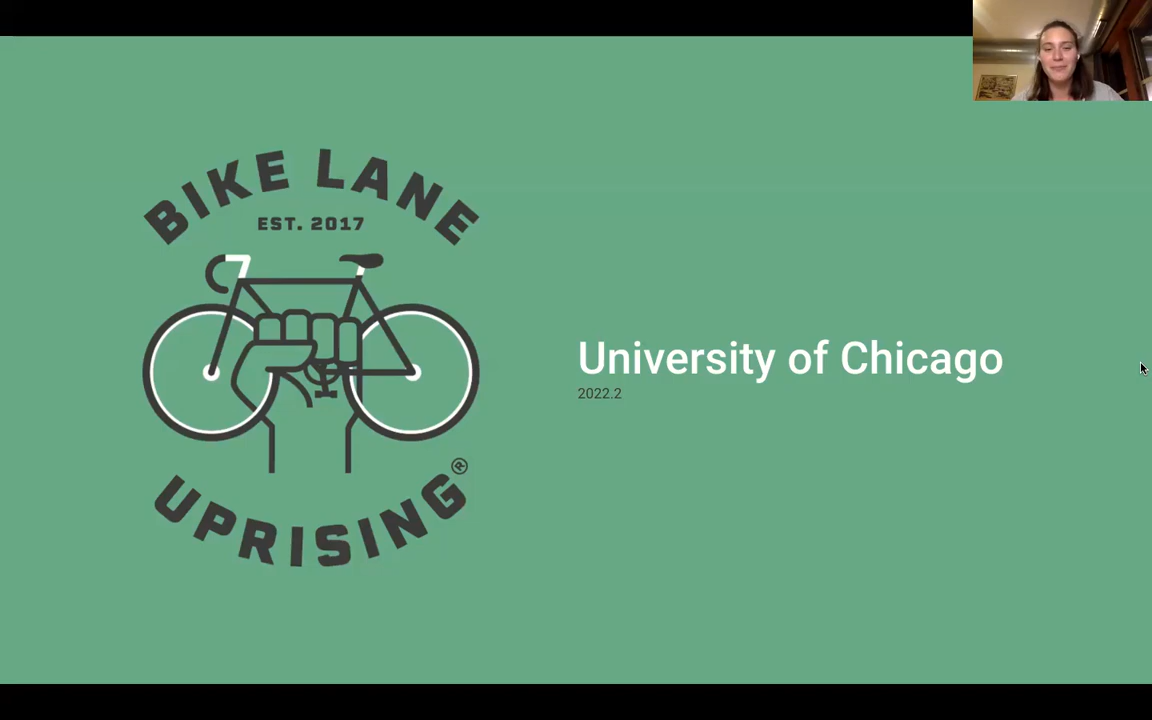 BIKE LANE
EST. 2017
UPRISING®
University of Chicago
2022.2